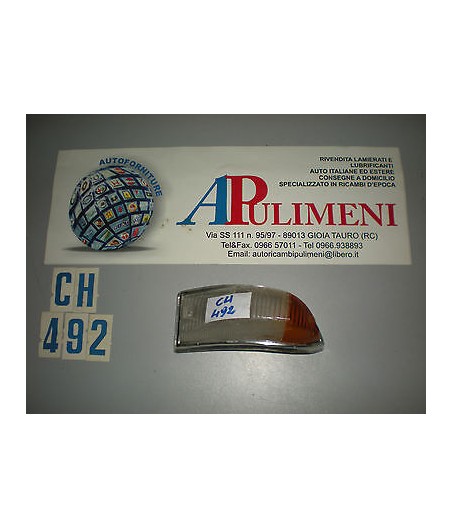 AUTOFORNITURE
RIVENDITA LAMIERATI E
LUBRIFICANTI
AUTO ITALIANE ED ESTERE
CONSEGNE A DOMICILIO
SPECIALIZZATO IN RICAMBI D'EPOCA
APULIMENI
Via SS 111 n. 95/97 - 89013 GIOIA TAURO (RC)
Tel&Fax. 0966 57011 - Tel 0966.938893
Email: autoricambipulimeni@libero.it
CH
492
CH
492